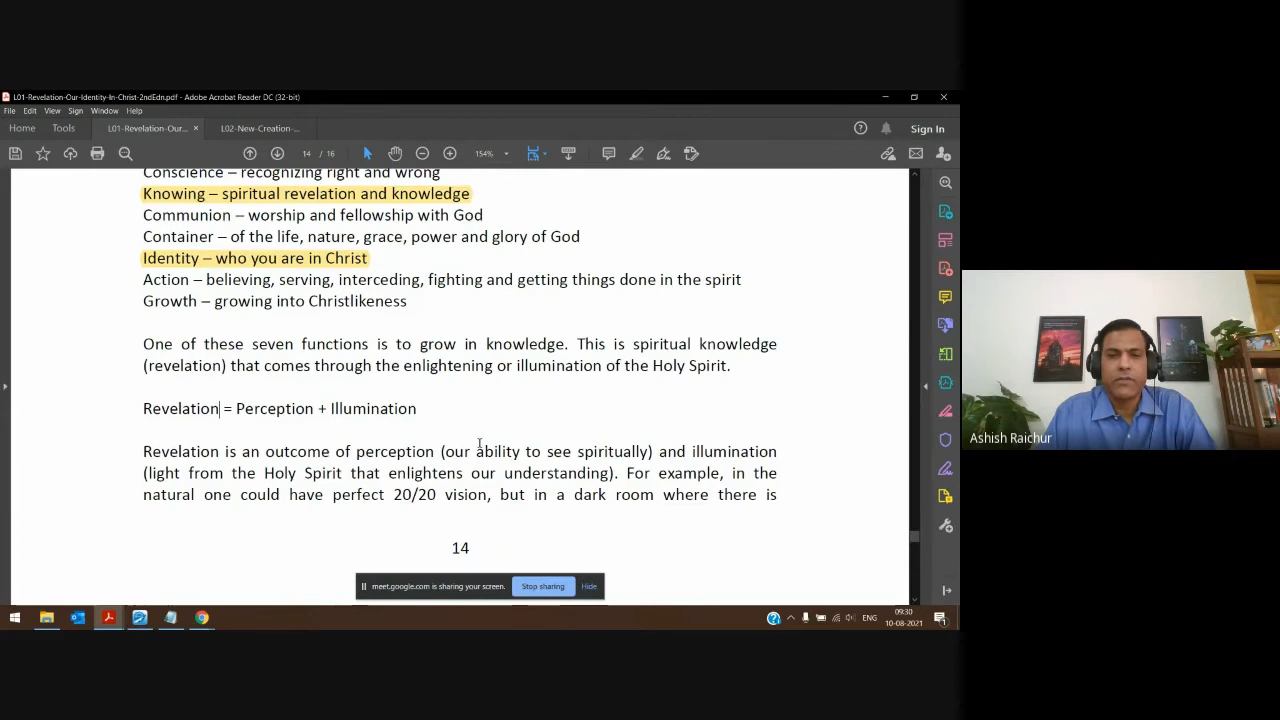 L01-Revelation-Our-Identity-In-Christ-2ndEdn.pdf - Adobe Acrobat Reader DC (32-bit)
File Edit View Sign Window Help
Home Tools L01-Revelation-Our... × L02-New-Creation-... Sign In
14 / 16 154%
Conscience – recognizing right and wrong
Knowing – spiritual revelation and knowledge
Communion – worship and fellowship with God
Container – of the life, nature, grace, power and glory of God
Identity – who you are in Christ
Action – believing, serving, interceding, fighting and getting things done in the spirit
Growth – growing into Christlikeness
One of these seven functions is to grow in knowledge. This is spiritual knowledge
(revelation) that comes through the enlightening or illumination of the Holy Spirit.
Revelation = Perception + Illumination
Revelation is an outcome of perception (our ability to see spiritually) and illumination
(light from the Holy Spirit that enlightens our understanding). For example, in the
natural one could have perfect 20/20 vision, but in a dark room where there is
14
meet.google.com is sharing your screen. Stop sharing Hide
Ashish Raichur
ENG
09:30
10-08-2021